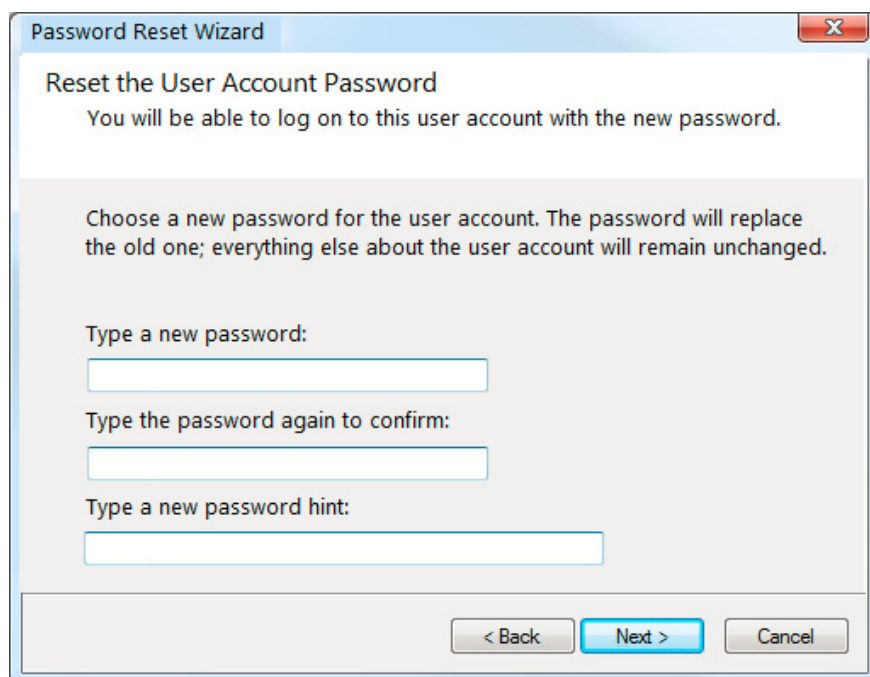 Password Reset Wizard
Reset the User Account Password
You will be able to log on to this user account with the new password.
Choose a new password for the user account. The password will replace
the old one; everything else about the user account will remain unchanged.
Type a new password:
Type the password again to confirm:
Type a new password hint:
< Back Next > Cancel